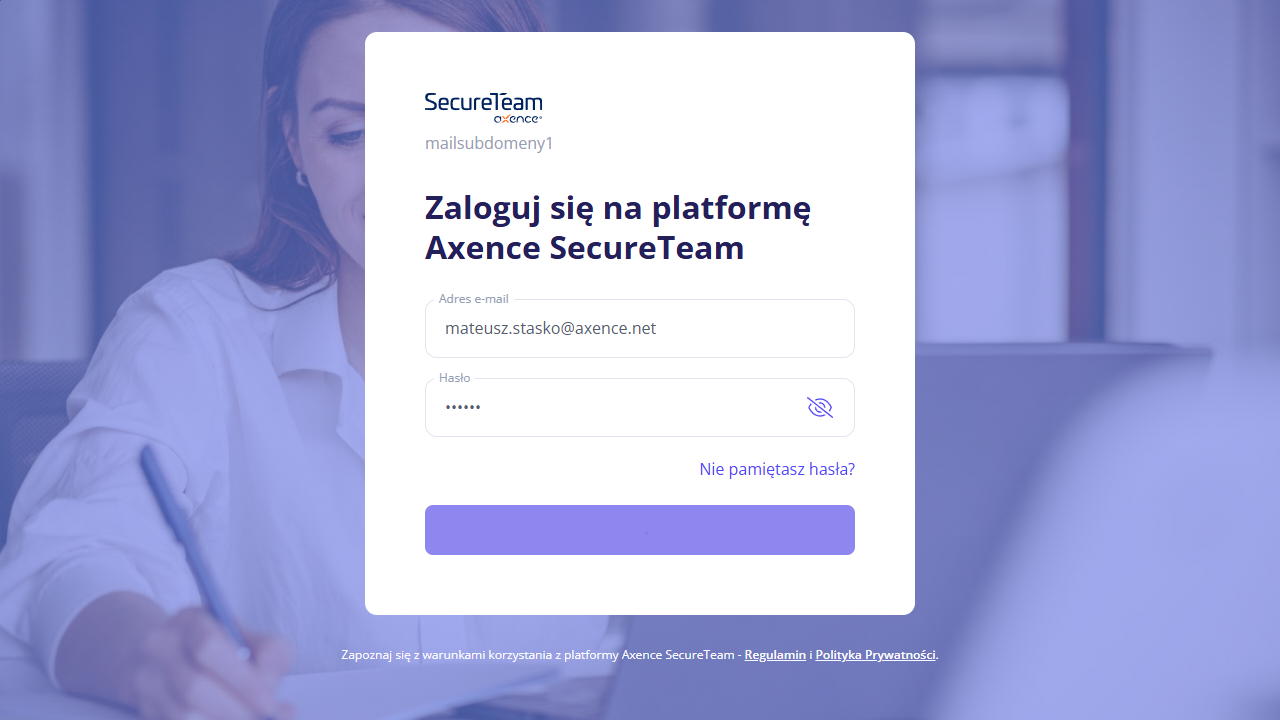 SecureTeam
axence®
mailsubdomeny1
Zaloguj się na platformę
Axence SecureTeam
Adres e-mail
mateusz.stasko@axence.net
Hasło
••••••
Nie pamiętasz hasła?
Zapoznaj się z warunkami korzystania z platformy Axence SecureTeam - Regulamin i Polityka Prywatności.